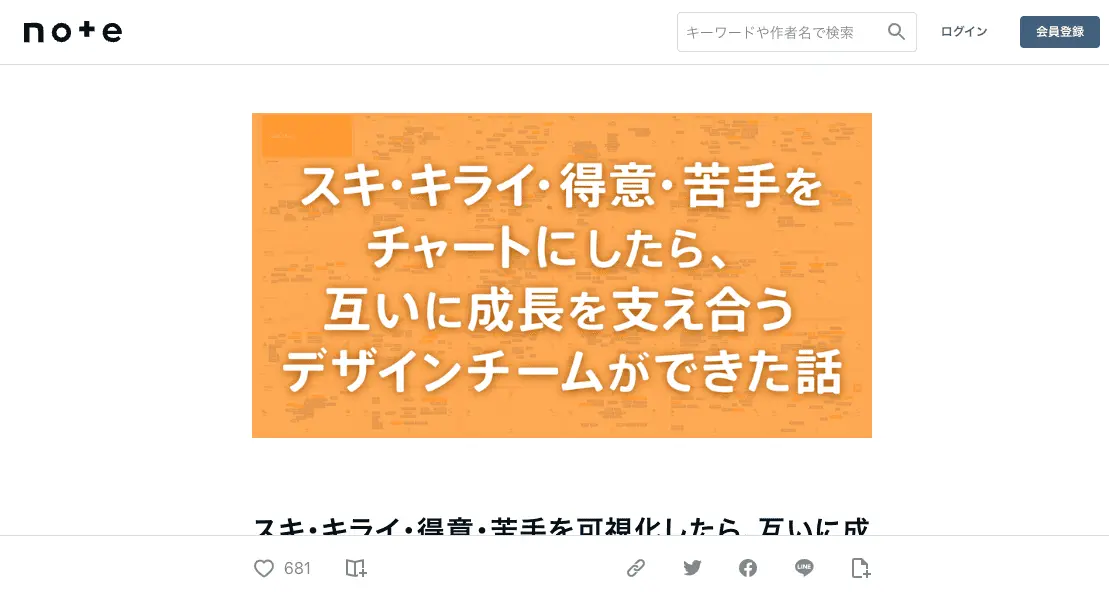 note
キーワードや作者名で検索
ログイン
会員登録
スキ・キライ・得意・苦手を
チャートにしたら、
互いに成長を支え合う
デザインチームができた話
スキ・キライ・得意・苦手を可視化したら、互いに成
681
LINE